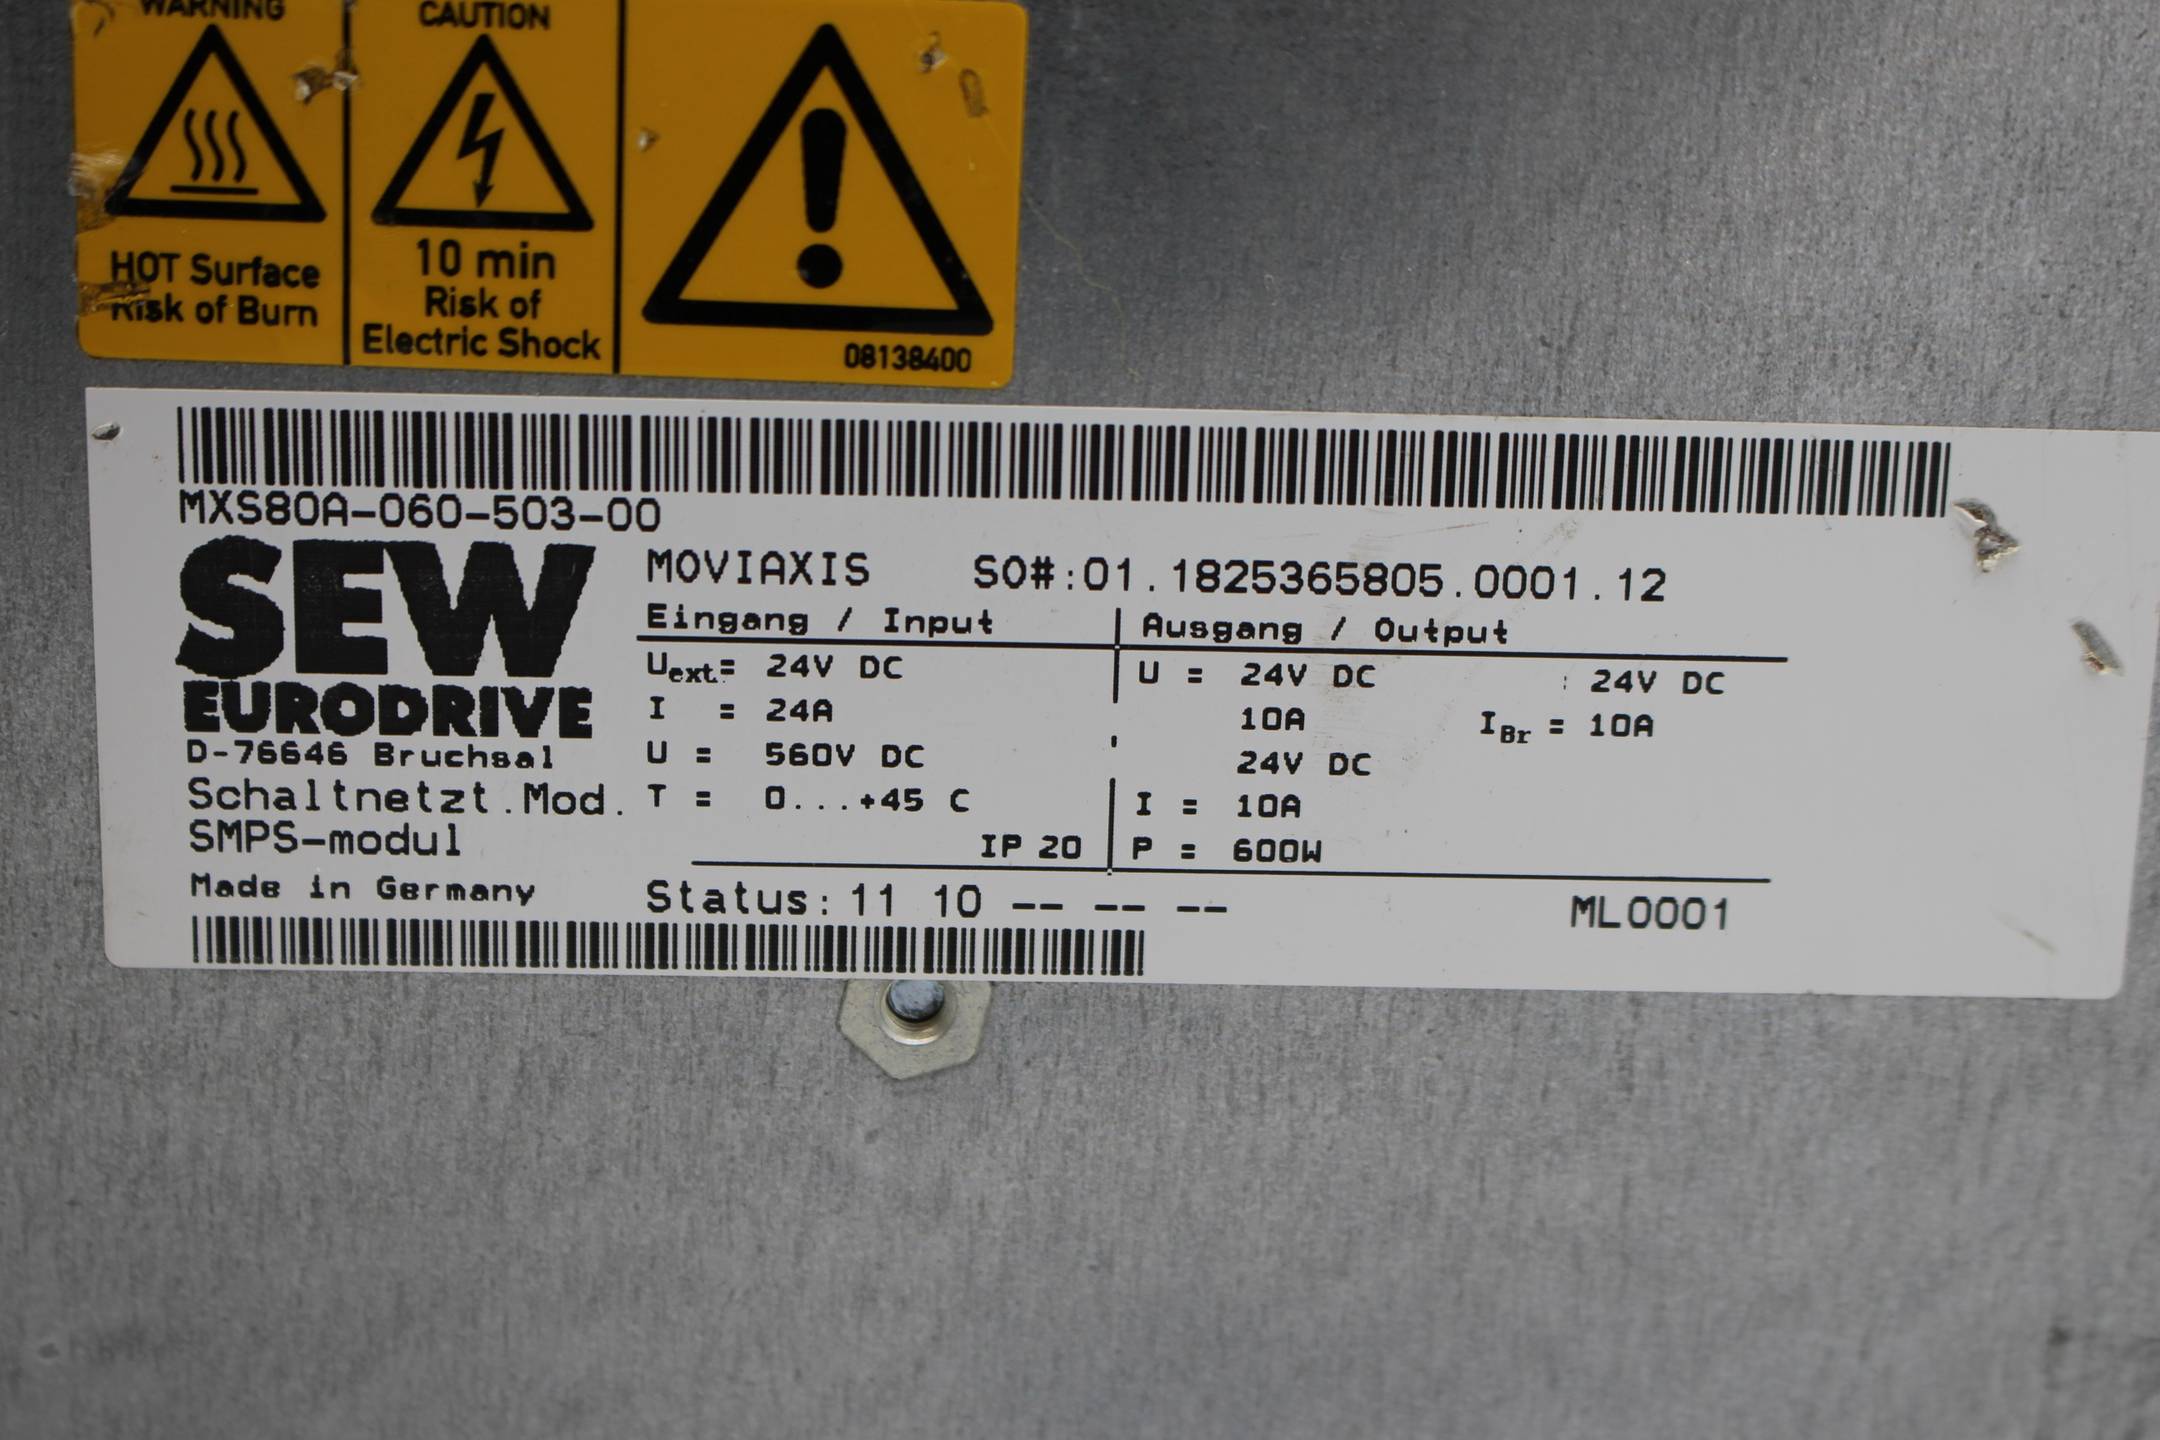 WARNING
HOT Surface
Risk of Burn
CAUTION
10 min
Risk of
Electric Shock
08138400
MXS80A-060-503-00
SEW
EURODRIVE
D-76646 Bruchsal
Schaltnetzt.Mod.
SMPS-modul
Made in Germany
MOVIAXIS SO#:01.1825365805.0001.12
Eingang / Input
Uext.= 24V DC
I = 24A
U = 560V DC
T = 0...+45 C
IP 20
Ausgang / Output
U = 24V DC : 24V DC
10A IBr = 10A
24V DC
I = 10A
P = 600W
Status: 11 10 -- -- --
ML0001